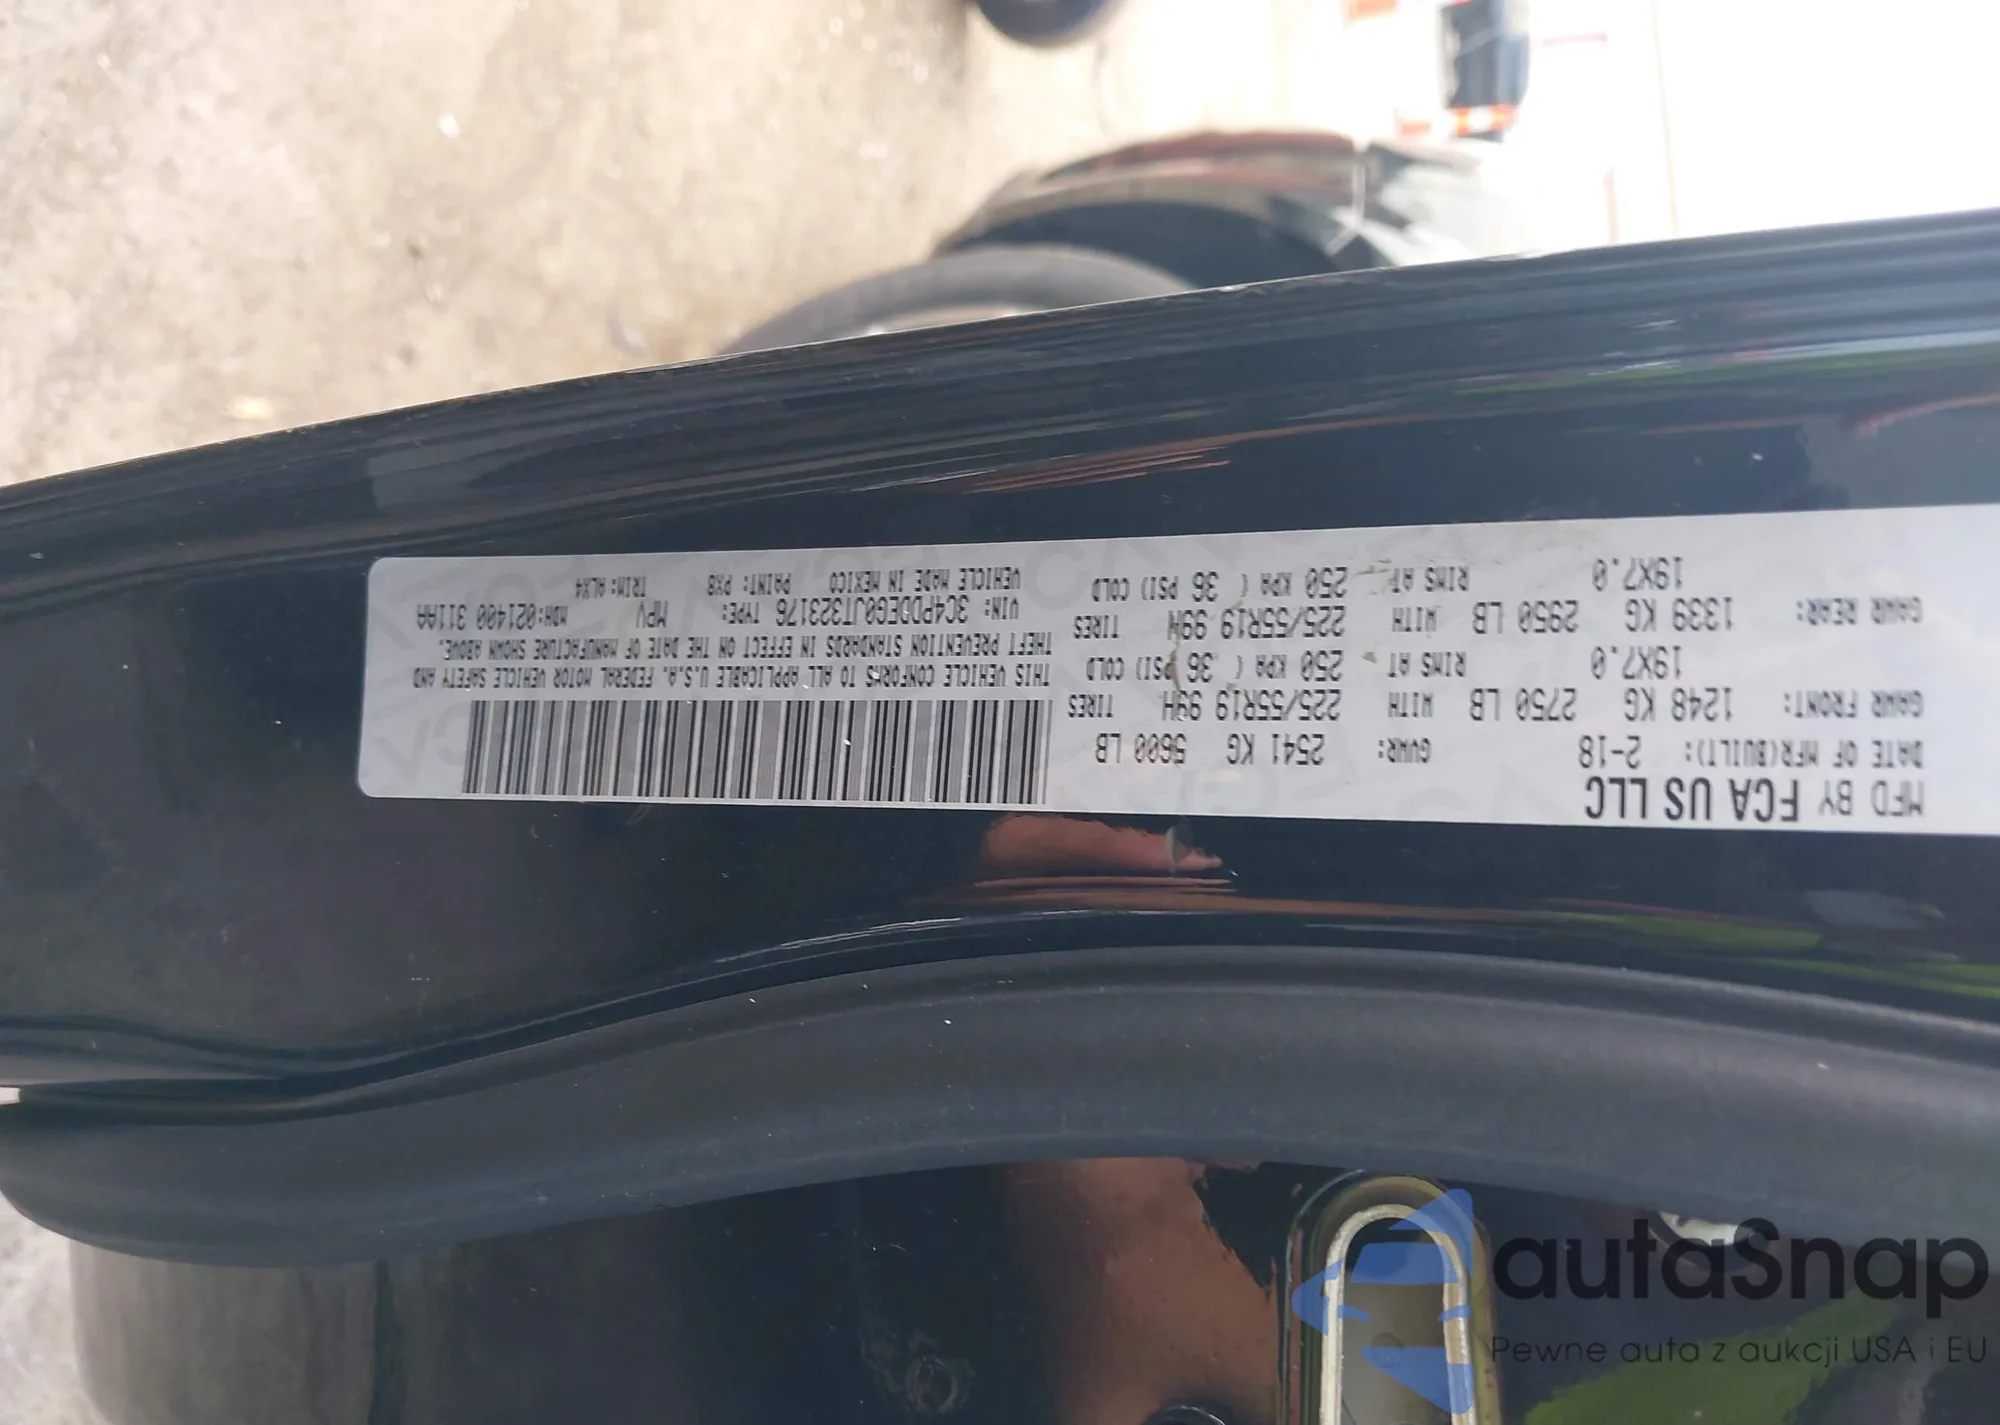 MFD BY FCA US LLC
DATE OF MFR(BUILT): 2-18 GVWR: 2541 KG 5600 LB
GAWR FRONT: 1248 KG 2750 LB WITH 225/55R19 99H TIRES
19X7.0 RIMS AT 250 KPA ( 36 PSI) COLD
GAWR REAR: 1339 KG 2950 LB WITH 225/55R19 99H TIRES
19X7.0 RIMS AT 250 KPA ( 36 PSI) COLD
THIS VEHICLE CONFORMS TO ALL APPLICABLE U.S.A. FEDERAL MOTOR VEHICLE SAFETY AND
THEFT PREVENTION STANDARDS IN EFFECT ON THE DATE OF MANUFACTURE SHOWN ABOVE.
VIN: 3C4PDDEG0JT323176 TYPE: MPV MDH:021400 311AA
VEHICLE MADE IN MEXICO PAINT: PX8 TRIM:ALX4
autaSnap
Pewne auta z aukcji USA i EU